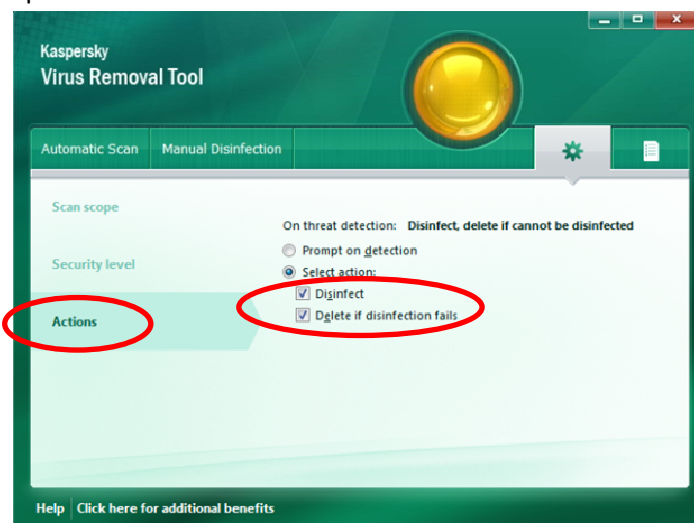 Kaspersky
Virus Removal Tool
Automatic Scan Manual Disinfection
Scan scope
Security level
Actions
On threat detection: Disinfect, delete if cannot be disinfected
Prompt on detection
Select action:
Disinfect
Delete if disinfection fails
Help Click here for additional benefits